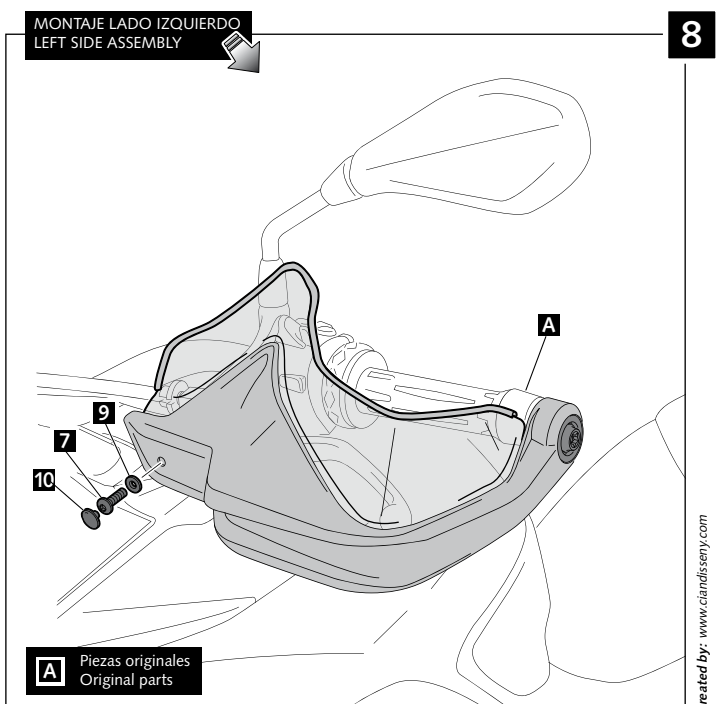 MONTAJE LADO IZQUIERDO
LEFT SIDE ASSEMBLY
8
A
9
7
10
A
Piezas originales
Original parts
reated by: www.ciandisseny.com